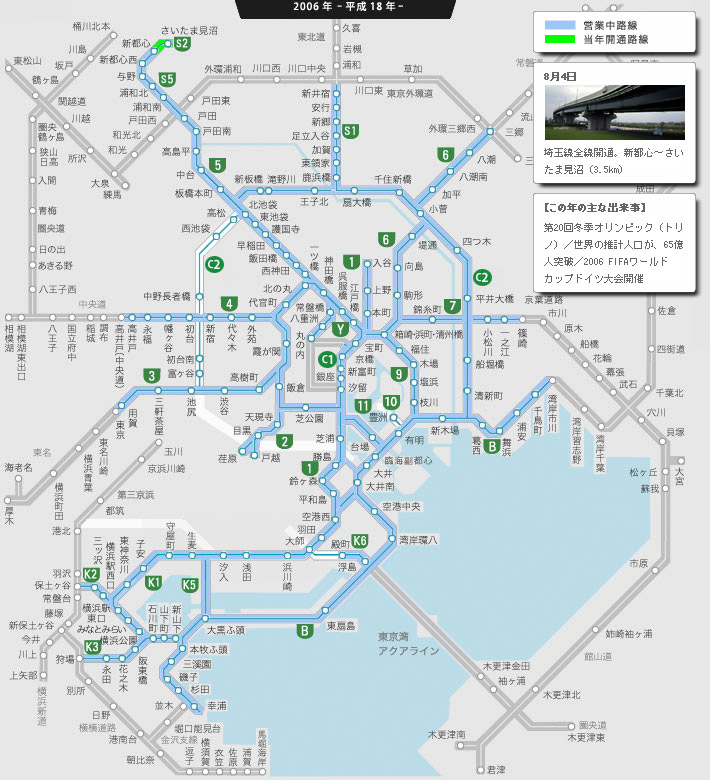 2006年 −平成18年−
営業中路線
当年開通路線
8月4日
埼玉線全線開通。新都心〜さい
たま見沼（3.5km）
【この年の主な出来事】
第20回冬季オリンピック（トリ
ノ）／世界の推計人口が、65億
人突破／2006 FIFAワールド
カップドイツ大会開催
桶川北本
さいたま見沼
久喜
東松山
川島
新都心
S2
東北道
岩槻
坂戸
新都心西
浦和
鶴ヶ島
与野
S5
外環浦和
川口西
川口中央
草加
常磐道
関越道
浦和北
戸田東
新井宿
川口東
東京外環道
圏央
鶴ヶ島
川越
浦和南
戸田西
戸田
安行
新郷
S1
外環三郷西
三郷
和光北
戸田南
足立入谷
狭山
日高
所沢
和光
高島平
加賀
八潮
東領家
6
入間
大泉
中台
5
新板橋
滝野川
鹿浜橋
千住新橋
八潮南
練馬
板橋本町
加平
成田
青梅
高松
北池袋
王子北
扇大橋
小菅
圏央道
西池袋
東池袋
護国寺
6
堤通
日の出
早稲田
一ツ橋
神田橋
呉服橋
江戸橋
1
入谷
四つ木
あきる野
C2
飯田橋
向島
C2
西神田
上野
八王子西
中野長者橋
北の丸
駒形
平井大橋
京葉道路
中央道
4
代官町
常盤橋
本町
錦糸町
7
市川
八重洲
佐倉
相模湖
相模湖東出口
八王子
国立府中
稲城
調布
高井戸（中央道）
高井戸
永福
幡ヶ谷
初台
新宿
代々木
外苑
Y
丸の内
箱崎・浜町・清洲橋
小松川
一之江
篠崎
原木
霞が関
宝町
福住
船橋
初台南
C1
京橋
木場
船堀橋
花輪
四街道
富ヶ谷
銀座
新富町
9
塩浜
幕張
3
高樹町
飯倉
汐留
枝川
清新町
武石
千葉北
用賀
三軒茶屋
池尻
渋谷
11
10
湾岸市川
東京
天現寺
芝公園
豊洲
千鳥町
穴川
東名
目黒
2
芝浦
有明
新木場
葛西
舞浜
浦安
湾岸習志野
貝塚
東名川崎
玉川
荏原
戸越
勝島
台場
B
湾岸千葉
大宮
海老名
横浜青葉
京浜川崎
1
臨海副都心
松ヶ丘
鈴ヶ森
大井
蘇我
横浜町田
平和島
大井南
厚木
第三京浜
空港西
空港中央
都筑
守屋町
生麦
羽田
港北
子安
大師
殿町
K6
湾岸環八
三ッ沢
横浜駅西口
東神奈川
市原
羽沢
K2
K1
K5
汐入
浅田
浜川崎
浮島
保土ヶ谷
常盤台
横浜駅
東口
石川町
山下町
新山下
藤塚
みなとみらい
B
東扇島
新保土ヶ谷
横浜公園
大黒ふ頭
姉崎袖ヶ浦
今井
K3
本牧ふ頭
東京湾
アクアライン
館山道
川上
狩場
永田
花之木
阪東橋
三溪園
上矢部
磯子
木更津金田
横浜新道
別所
杉田
袖ヶ浦
並木
幸浦
木更津北
日野
堀口能見台
横横道路
馬堀海岸
圏央道
港南台
金沢支線
木更津南
木更津東
朝比奈
逗子
横須賀
衣笠
佐原
浦賀
君津